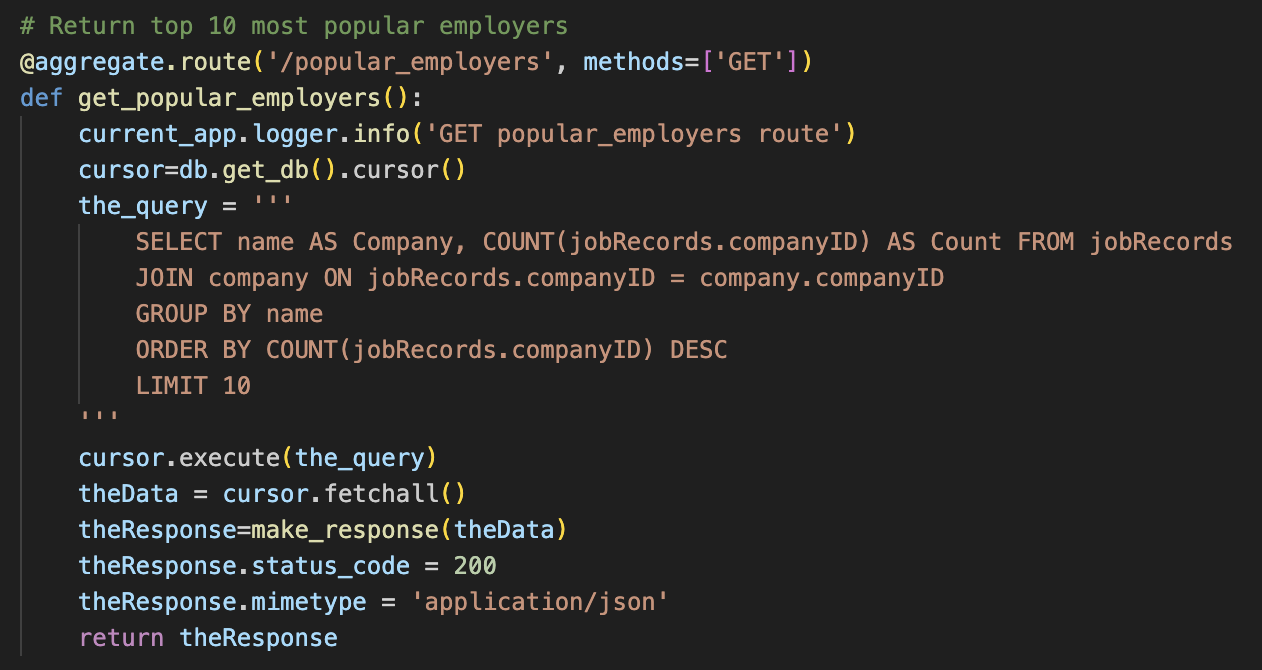 # Return top 10 most popular employers
@aggregate.route('/popular_employers', methods=['GET'])
def get_popular_employers():
    current_app.logger.info('GET popular_employers route')
    cursor=db.get_db().cursor()
    the_query = '''
        SELECT name AS Company, COUNT(jobRecords.companyID) AS Count FROM jobRecords
        JOIN company ON jobRecords.companyID = company.companyID
        GROUP BY name
        ORDER BY COUNT(jobRecords.companyID) DESC
        LIMIT 10
    '''
    cursor.execute(the_query)
    theData = cursor.fetchall()
    theResponse=make_response(theData)
    theResponse.status_code = 200
    theResponse.mimetype = 'application/json'
    return theResponse